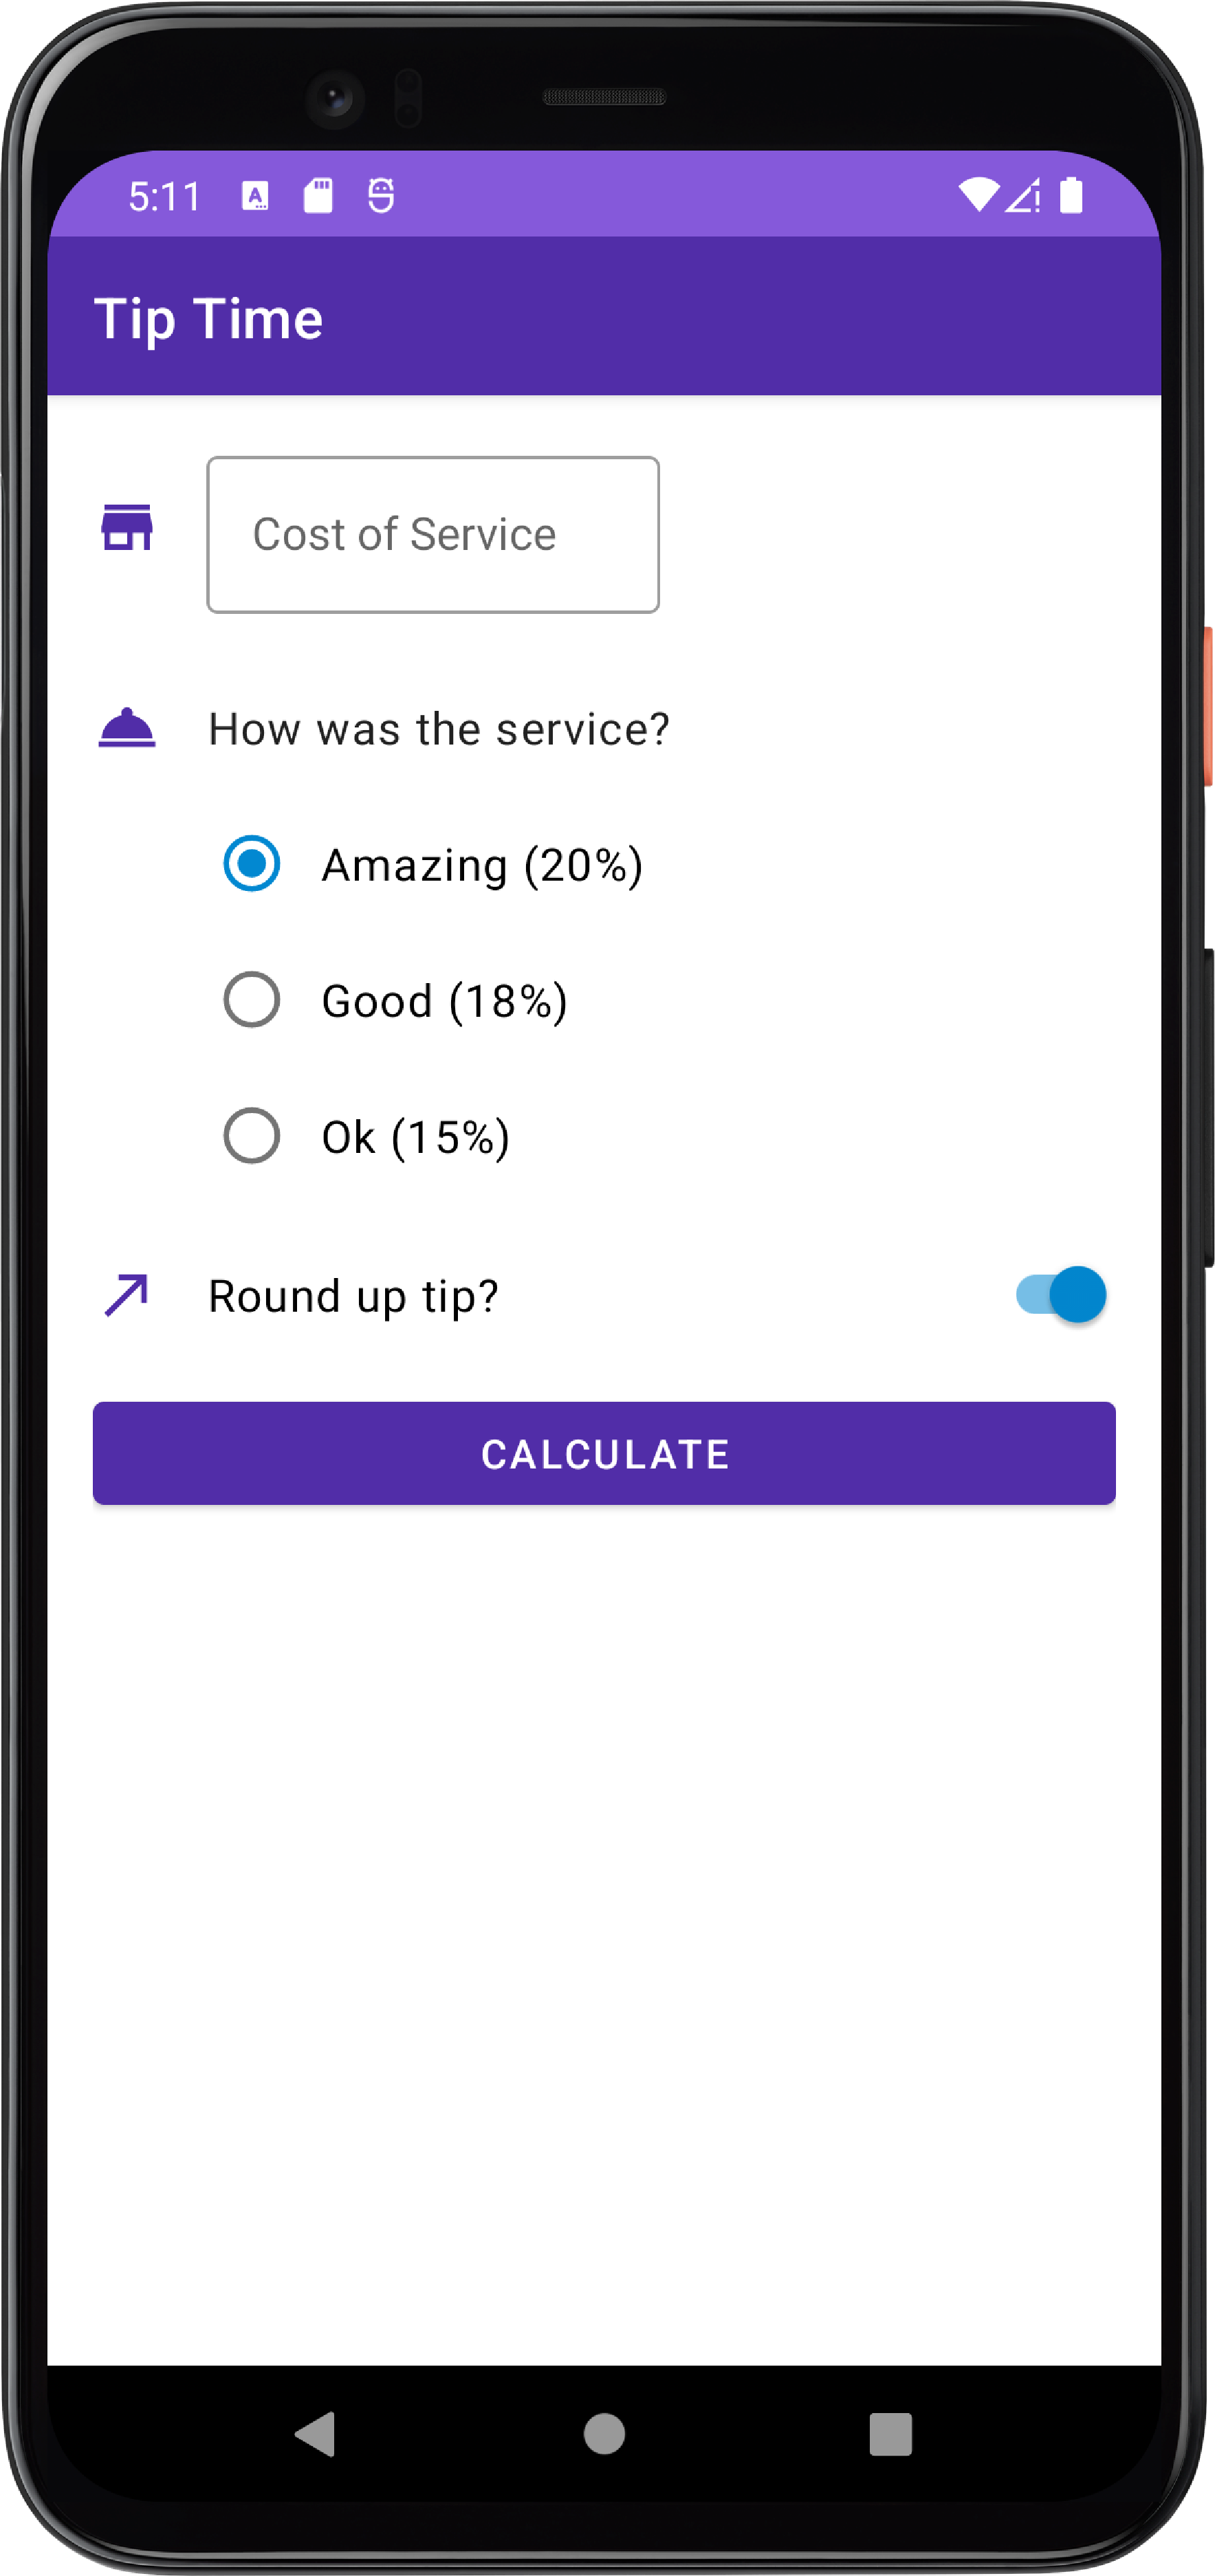 5:11
Tip Time
Cost of Service
How was the service?
Amazing (20%)
Good (18%)
Ok (15%)
Round up tip?
CALCULATE